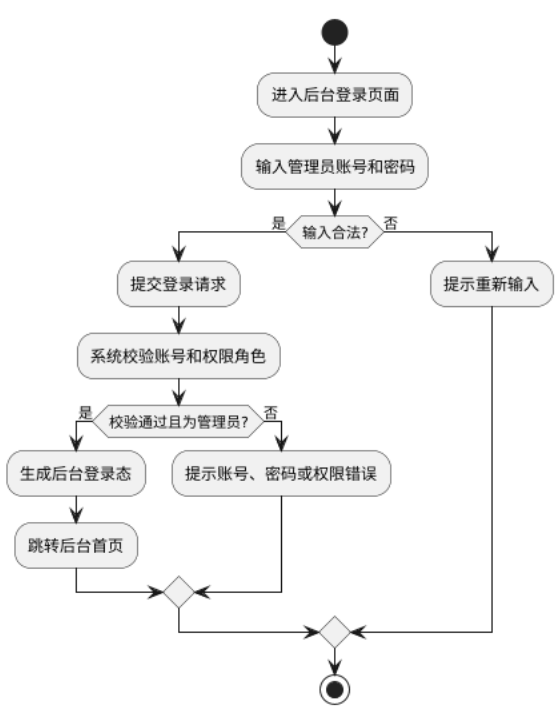 进入后台登录页面
输入管理员账号和密码
是
输入合法?
否
提交登录请求
提示重新输入
系统校验账号和权限角色
是
校验通过且为管理员?
否
生成后台登录态
提示账号、密码或权限错误
跳转后台首页